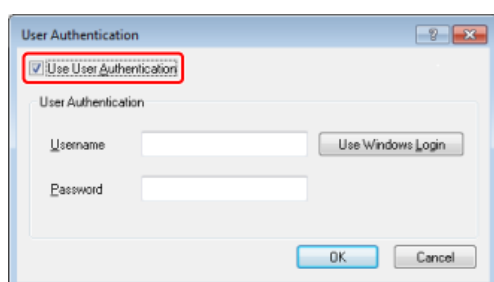 User Authentication
Use User Authentication
User Authentication
Username
Use Windows Login
Password
OK
Cancel